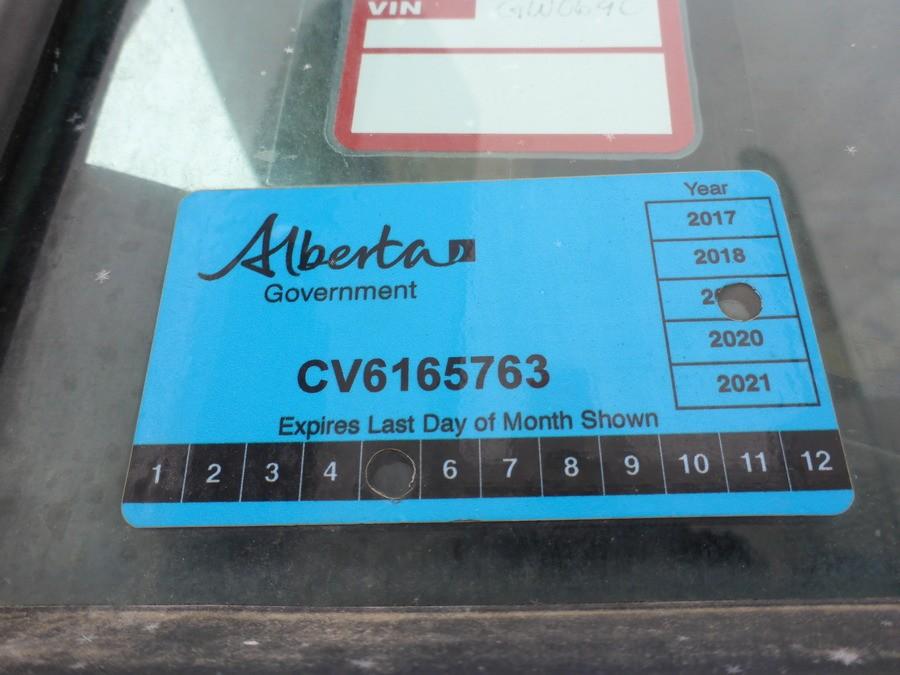 VIN
Alberta
Government
Year
2017
2018
2020
2021
CV6165763
Expires Last Day of Month Shown
1 2 3 4 6 7 8 9 10 11 12